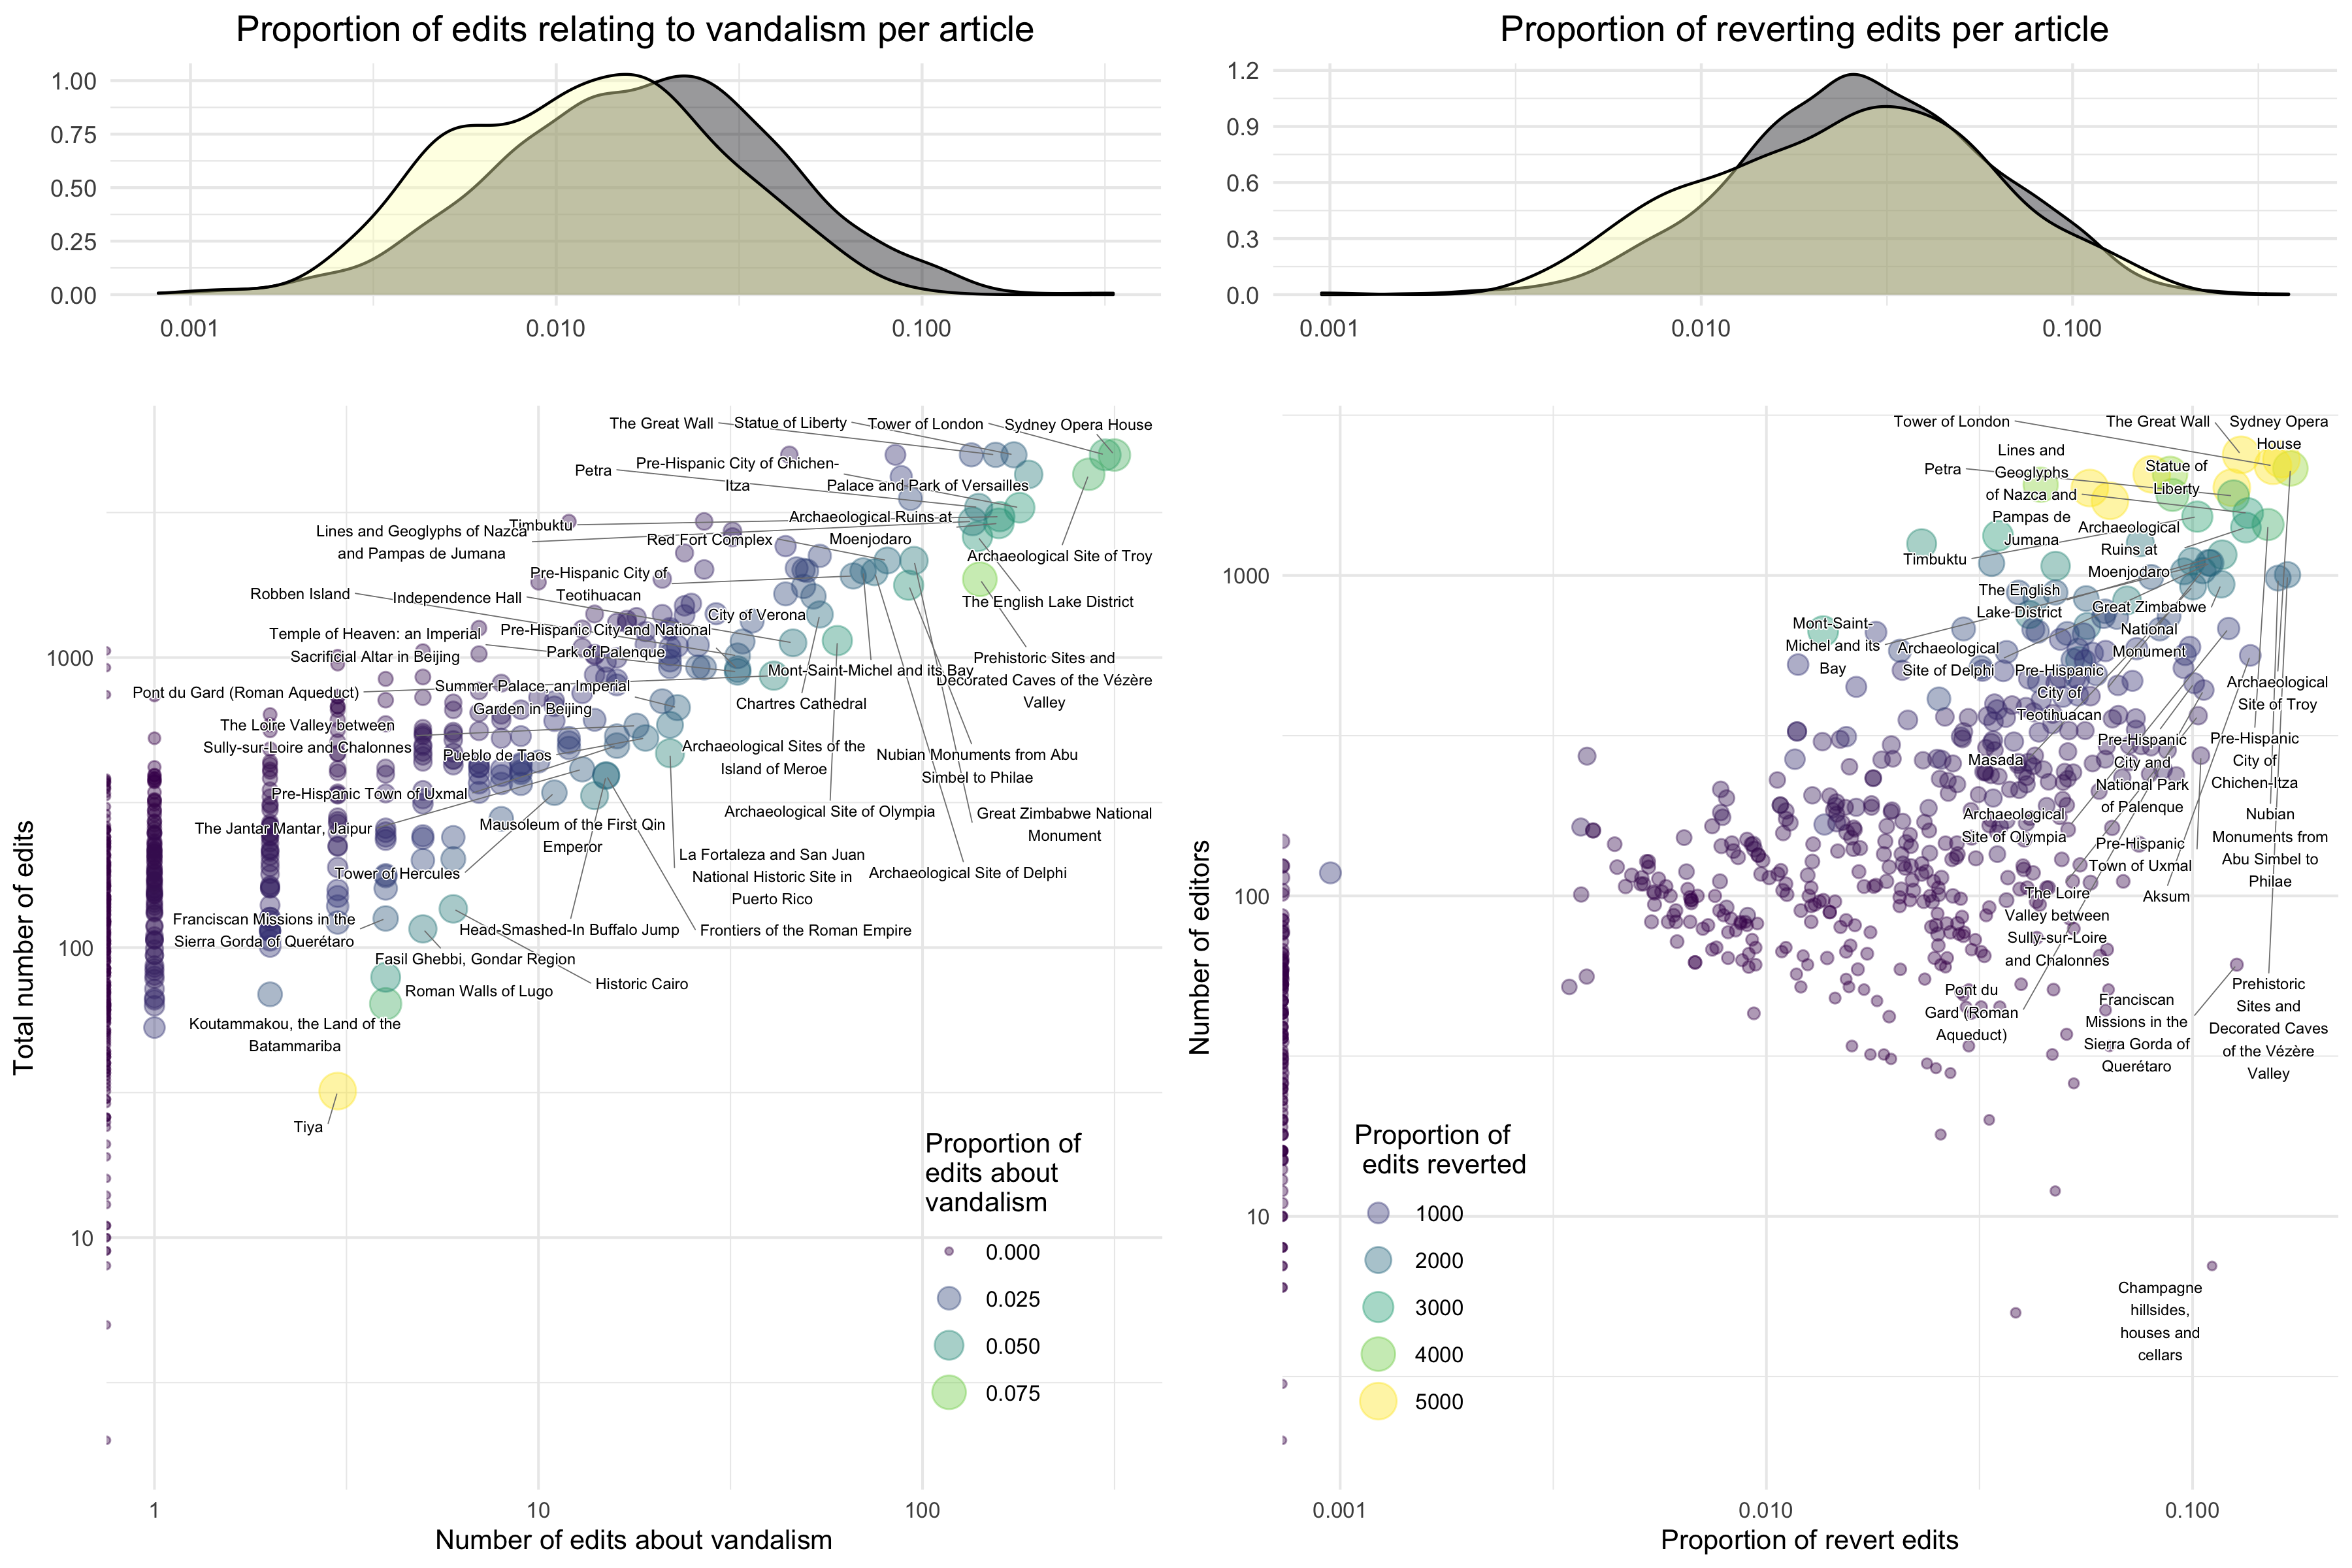 Proportion of edits relating to vandalism per article
1.00
0.75
0.50
0.25
0.00
0.001
0.010
0.100
Proportion of reverting edits per article
1.2
0.9
0.6
0.3
0.0
0.001
0.010
0.100
Total number of edits
1000
100
10
The Great Wall
Statue of Liberty
Tower of London
Sydney Opera House
Petra
Pre-Hispanic City of Chichen-
Itza
Palace and Park of Versailles
Lines and Geoglyphs of Nazca
and Pampas de Jumana
Timbuktu
Archaeological Ruins at
Moenjodaro
Red Fort Complex
Archaeological Site of Troy
Pre-Hispanic City of
Teotihuacan
Robben Island
Independence Hall
City of Verona
The English Lake District
Temple of Heaven: an Imperial
Sacrificial Altar in Beijing
Pre-Hispanic City and National
Park of Palenque
Mont-Saint-Michel and its Bay
Prehistoric Sites and
Decorated Caves of the Vézère
Valley
Pont du Gard (Roman Aqueduct)
Summer Palace, an Imperial
Garden in Beijing
Chartres Cathedral
The Loire Valley between
Sully-sur-Loire and Chalonnes
Pueblo de Taos
Archaeological Sites of the
Island of Meroe
Nubian Monuments from Abu
Simbel to Philae
Pre-Hispanic Town of Uxmal
Archaeological Site of Olympia
Great Zimbabwe National
Monument
The Jantar Mantar, Jaipur
Mausoleum of the First Qin
Emperor
Tower of Hercules
La Fortaleza and San Juan
National Historic Site in
Puerto Rico
Archaeological Site of Delphi
Franciscan Missions in the
Sierra Gorda of Querétaro
Head-Smashed-In Buffalo Jump
Frontiers of the Roman Empire
Fasil Ghebbi, Gondar Region
Historic Cairo
Roman Walls of Lugo
Koutammakou, the Land of the
Batammariba
Tiya
Proportion of
edits about
vandalism
0.000
0.025
0.050
0.075
1
10
100
Number of edits about vandalism
Number of editors
1000
100
10
Tower of London
The Great Wall
Sydney Opera
House
Petra
Lines and
Geoglyphs
of Nazca and
Pampas de
Jumana
Statue of
Liberty
Timbuktu
Archaeological
Ruins at
Moenjodaro
The English
Lake District
Great Zimbabwe
National
Monument
Mont-Saint-
Michel and its
Bay
Archaeological
Site of Delphi
Pre-Hispanic
City of
Teotihuacan
Archaeological
Site of Troy
Masada
Pre-Hispanic
City and
National Park
of Palenque
Pre-Hispanic
City of
Chichen-Itza
Archaeological
Site of Olympia
Pre-Hispanic
Town of Uxmal
Nubian
Monuments from
Abu Simbel to
Philae
Aksum
The Loire
Valley between
Sully-sur-Loire
and Chalonnes
Pont du
Gard (Roman
Aqueduct)
Franciscan
Missions in the
Sierra Gorda of
Querétaro
Prehistoric
Sites and
Decorated Caves
of the Vézère
Valley
Champagne
hillsides,
houses and
cellars
Proportion of
edits reverted
1000
2000
3000
4000
5000
0.001
0.010
0.100
Proportion of revert edits